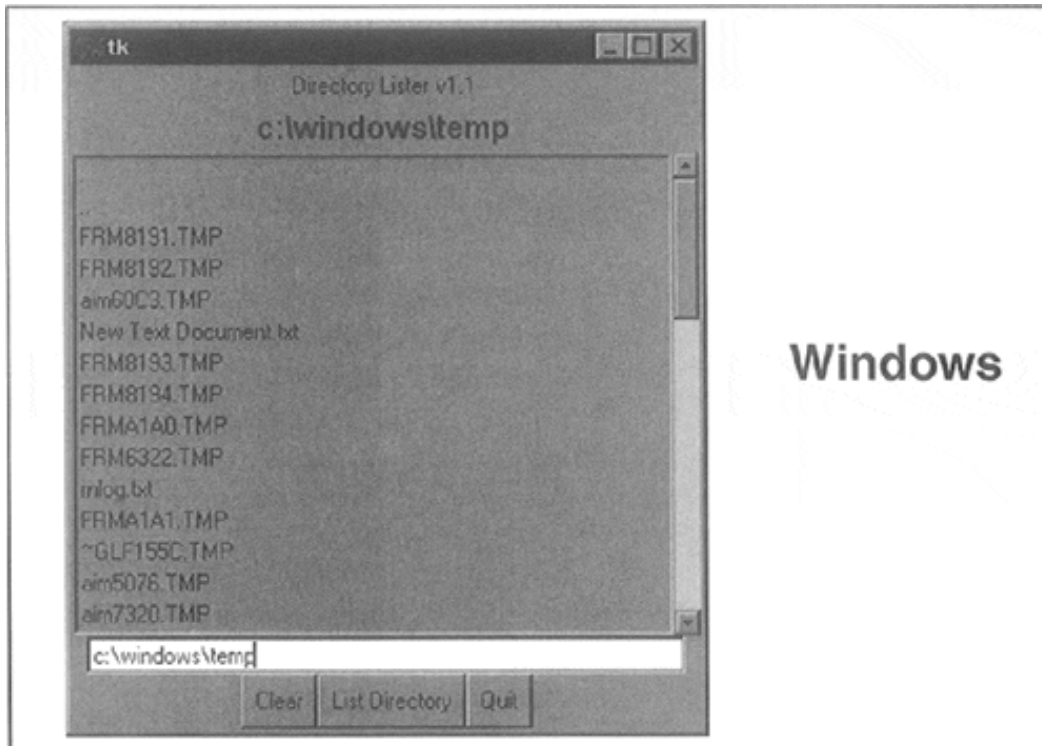 tk
Directory Lister v1.1
c:\windows\temp
.
..
FRM8191.TMP
FRM8192.TMP
aim60C3.TMP
New Text Document.txt
FRM8193.TMP
FRM8194.TMP
FRMA1A0.TMP
FRM6322.TMP
mlog.txt
FRMA1A1.TMP
~GLF155C.TMP
aim5076.TMP
aim7320.TMP
c:\windows\temp
Clear List Directory Quit
Windows